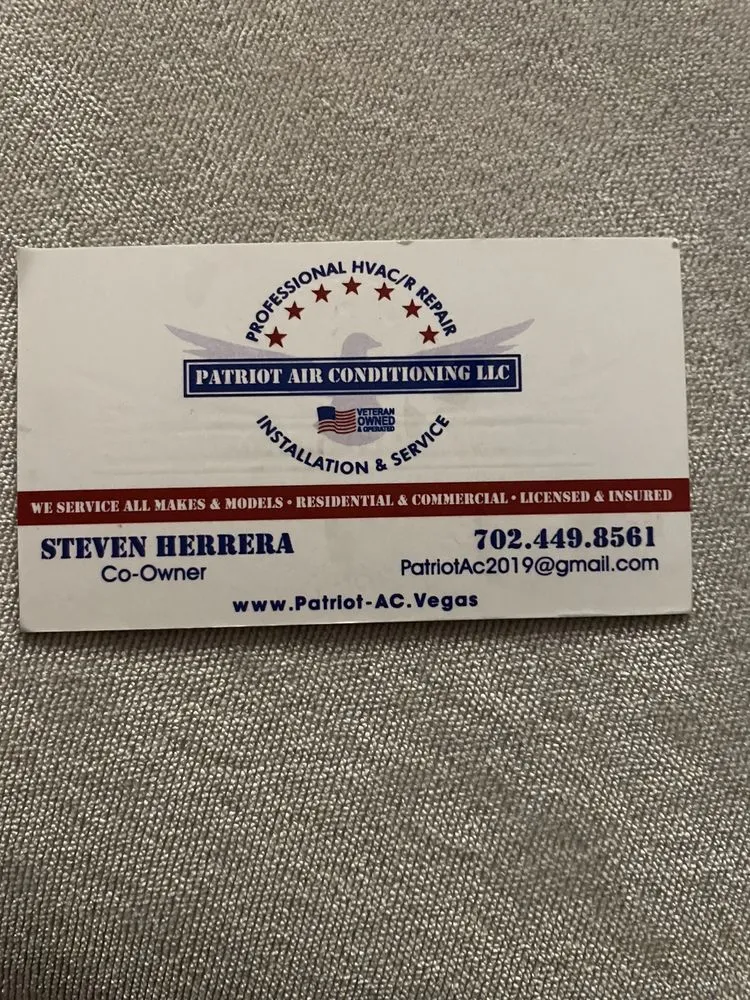 PROFESSIONAL HVAC/R REPAIR
PATRIOT AIR CONDITIONING LLC
VETERAN
OWNED
& OPERATED
INSTALLATION & SERVICE
WE SERVICE ALL MAKES & MODELS • RESIDENTIAL & COMMERCIAL • LICENSED & INSURED
STEVEN HERRERA
Co-Owner
702.449.8561
PatriotAc2019@gmail.com
www.Patriot-AC.Vegas